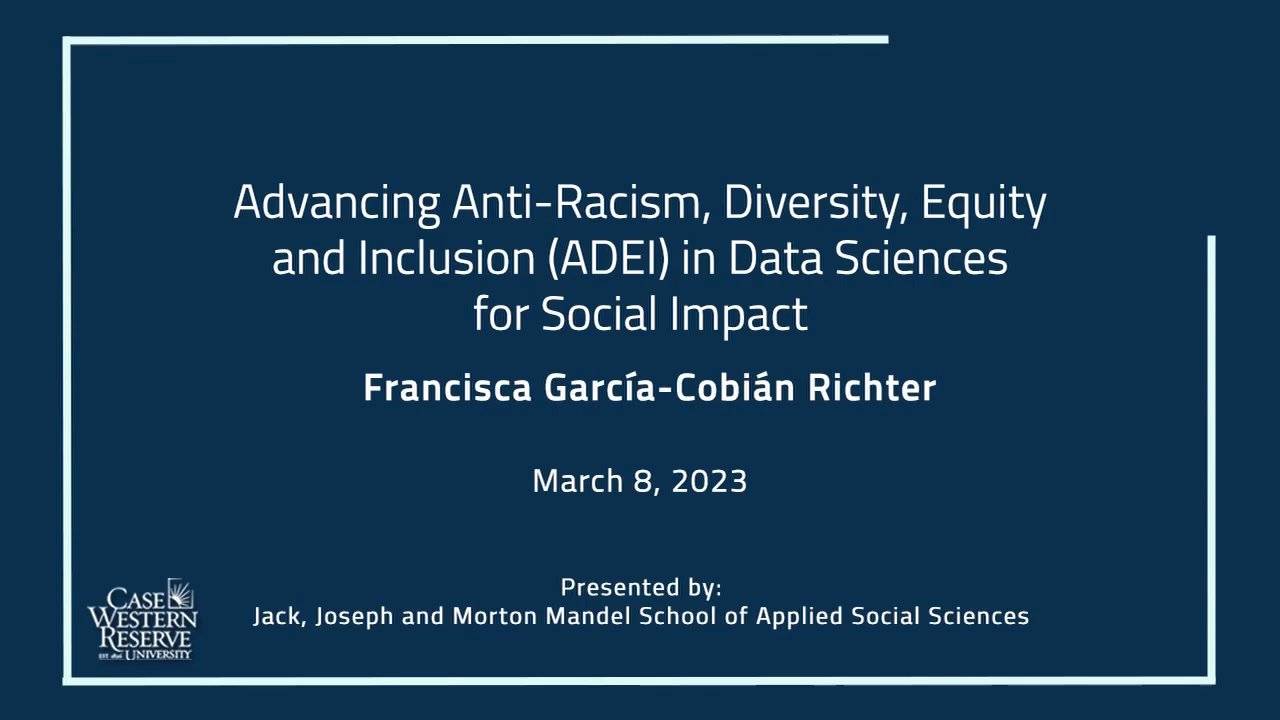 Advancing Anti-Racism, Diversity, Equity
and Inclusion (ADEI) in Data Sciences
for Social Impact
Francisca García-Cobián Richter
March 8, 2023
Presented by:
Jack, Joseph and Morton Mandel School of Applied Social Sciences
CASE
WESTERN
RESERVE
UNIVERSITY